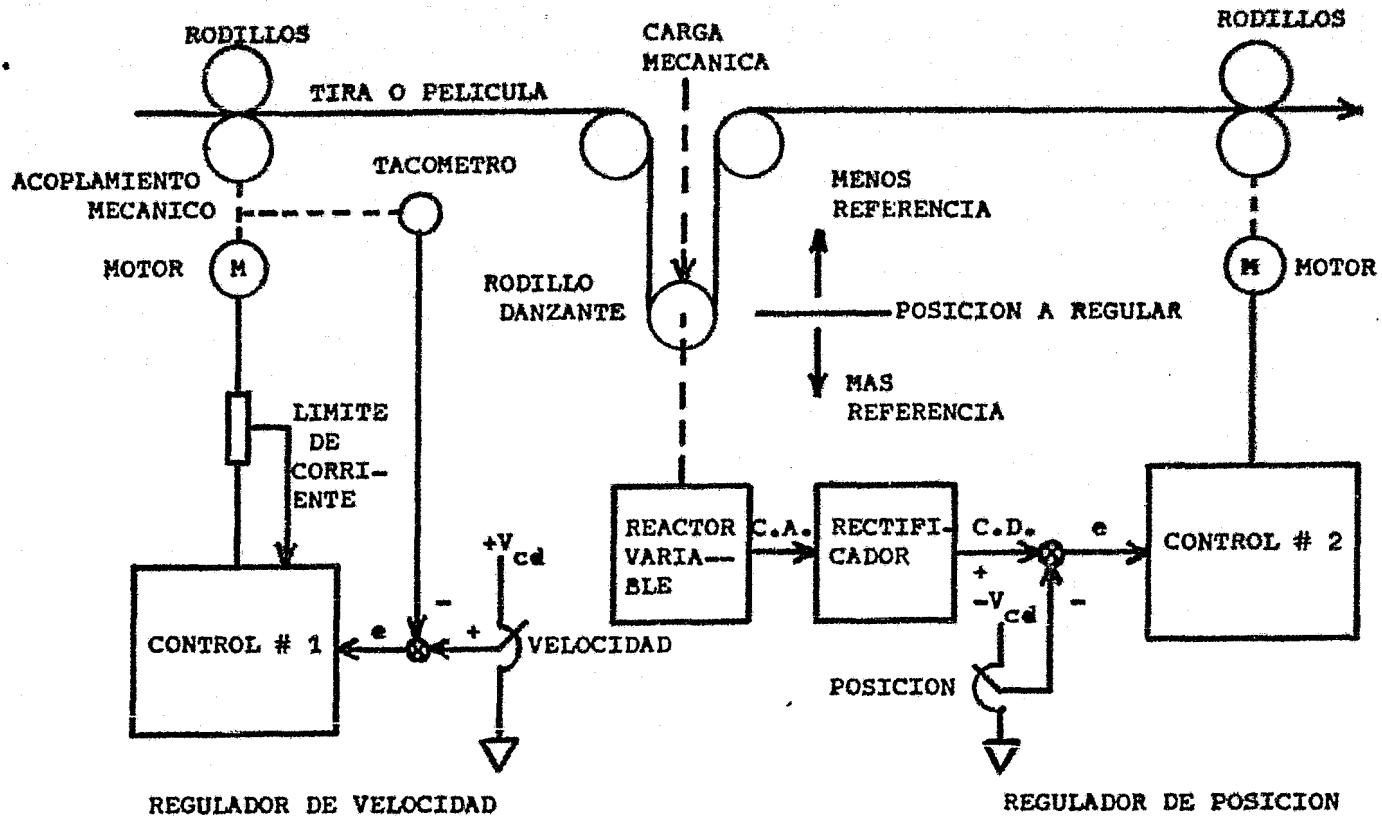 RODILLOS
CARGA
MECANICA
RODILLOS
TIRA O PELICULA
TACOMETRO
ACOPLAMIENTO
MECANICO
MENOS
REFERENCIA
MOTOR
M
RODILLO
DANZANTE
M
MOTOR
POSICION A REGULAR
MAS
REFERENCIA
LIMITE
DE
CORRI-
ENTE
REACTOR
VARIA--
BLE
C.A.
RECTIFI-
CADOR
C.D.
+
e
CONTROL # 2
-
-Vcd
POSICION
+Vcd
-
+
e
VELOCIDAD
CONTROL # 1
REGULADOR DE VELOCIDAD
REGULADOR DE POSICION